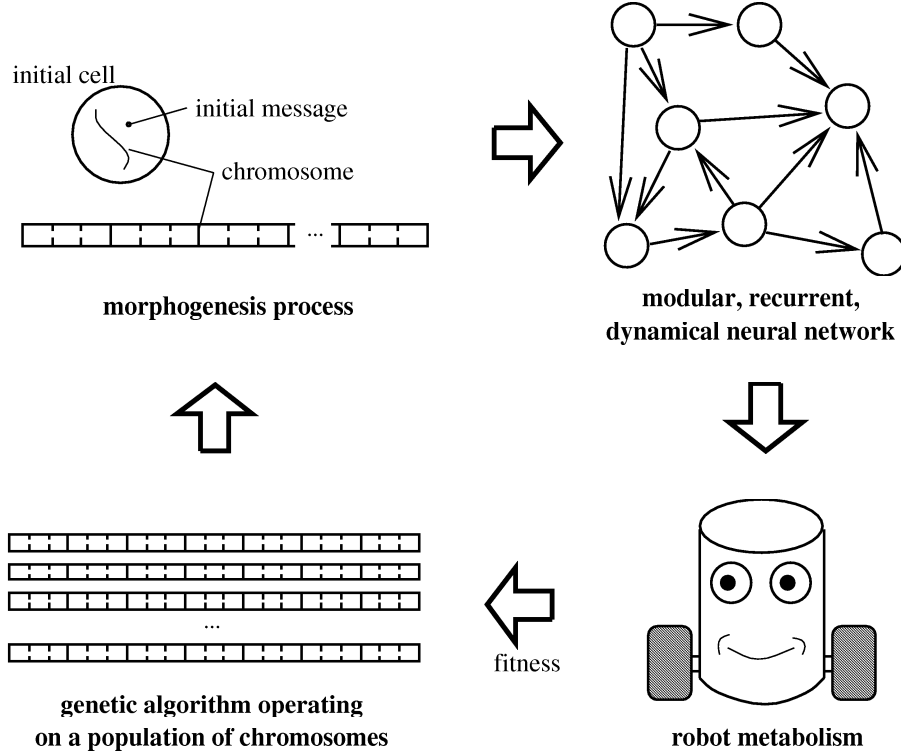 initial cell
initial message
chromosome
...
morphogenesis process
modular, recurrent,
dynamical neural network
...
fitness
genetic algorithm operating
on a population of chromosomes
robot metabolism